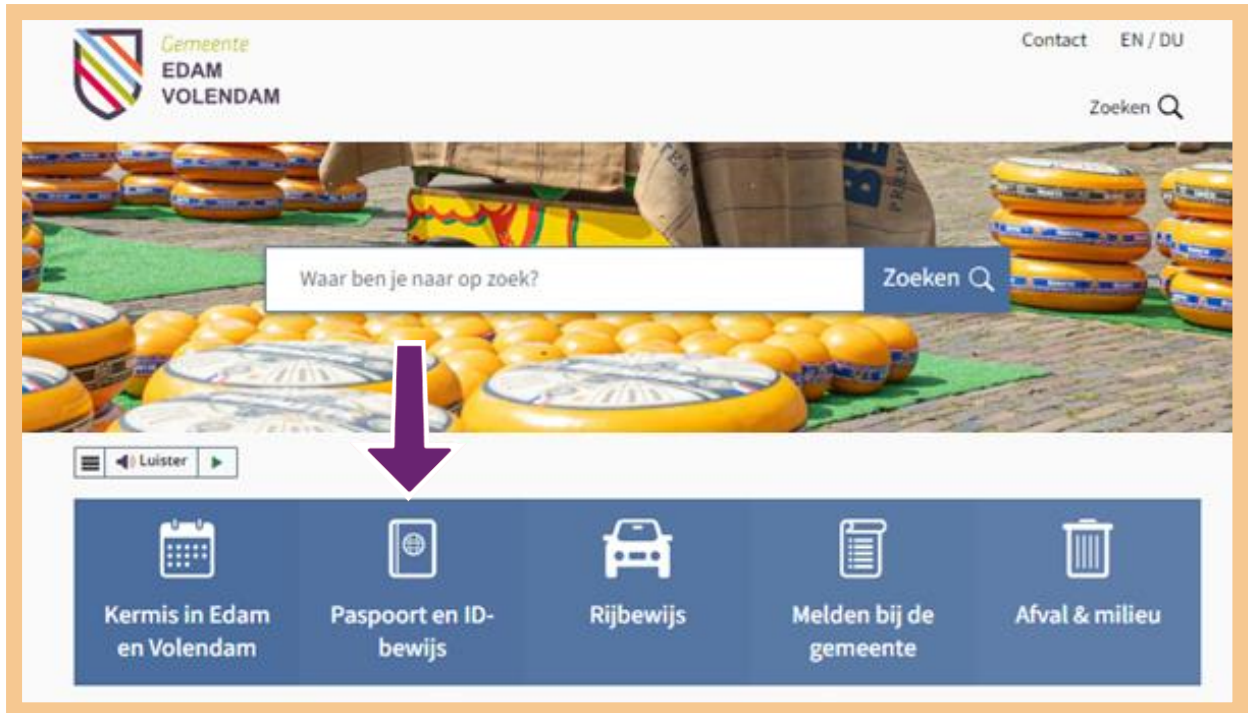 Gemeente
EDAM
VOLENDAM
Contact EN / DU
Zoeken
Waar ben je naar op zoek?
Zoeken
Luister
Kermis in Edam
en Volendam
Paspoort en ID-
bewijs
Rijbewijs
Melden bij de
gemeente
Afval & milieu